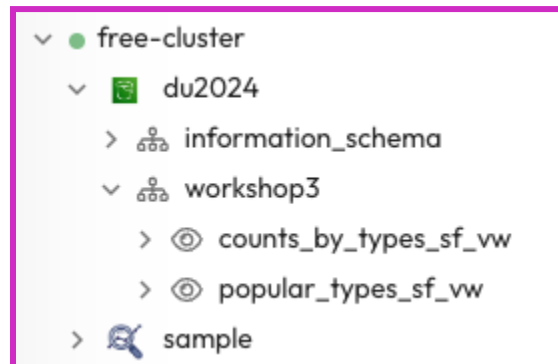 free-cluster
du2024
information_schema
workshop3
counts_by_types_sf_vw
popular_types_sf_vw
sample